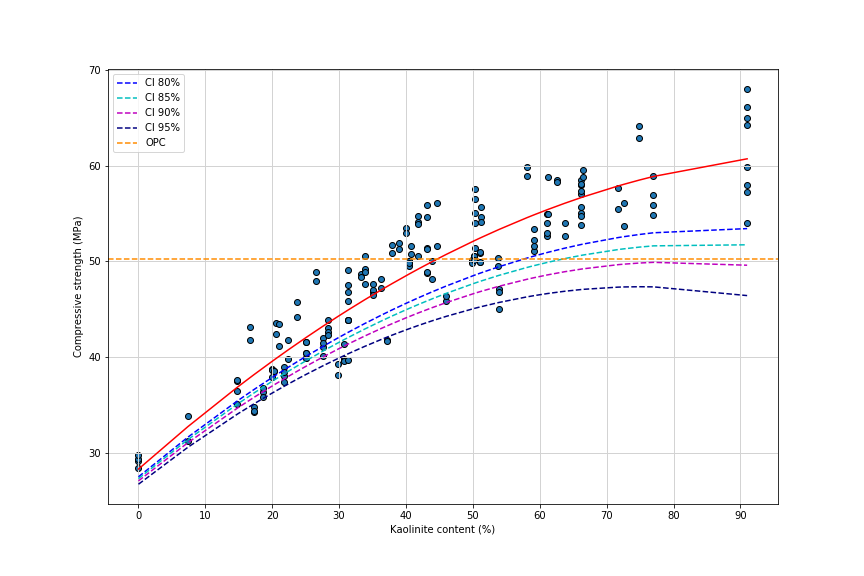 70
60
50
40
30
0 10 20 30 40 50 60 70 80 90
Kaolinite content (%)
Compressive strength (MPa)
CI 80%
CI 85%
CI 90%
CI 95%
OPC